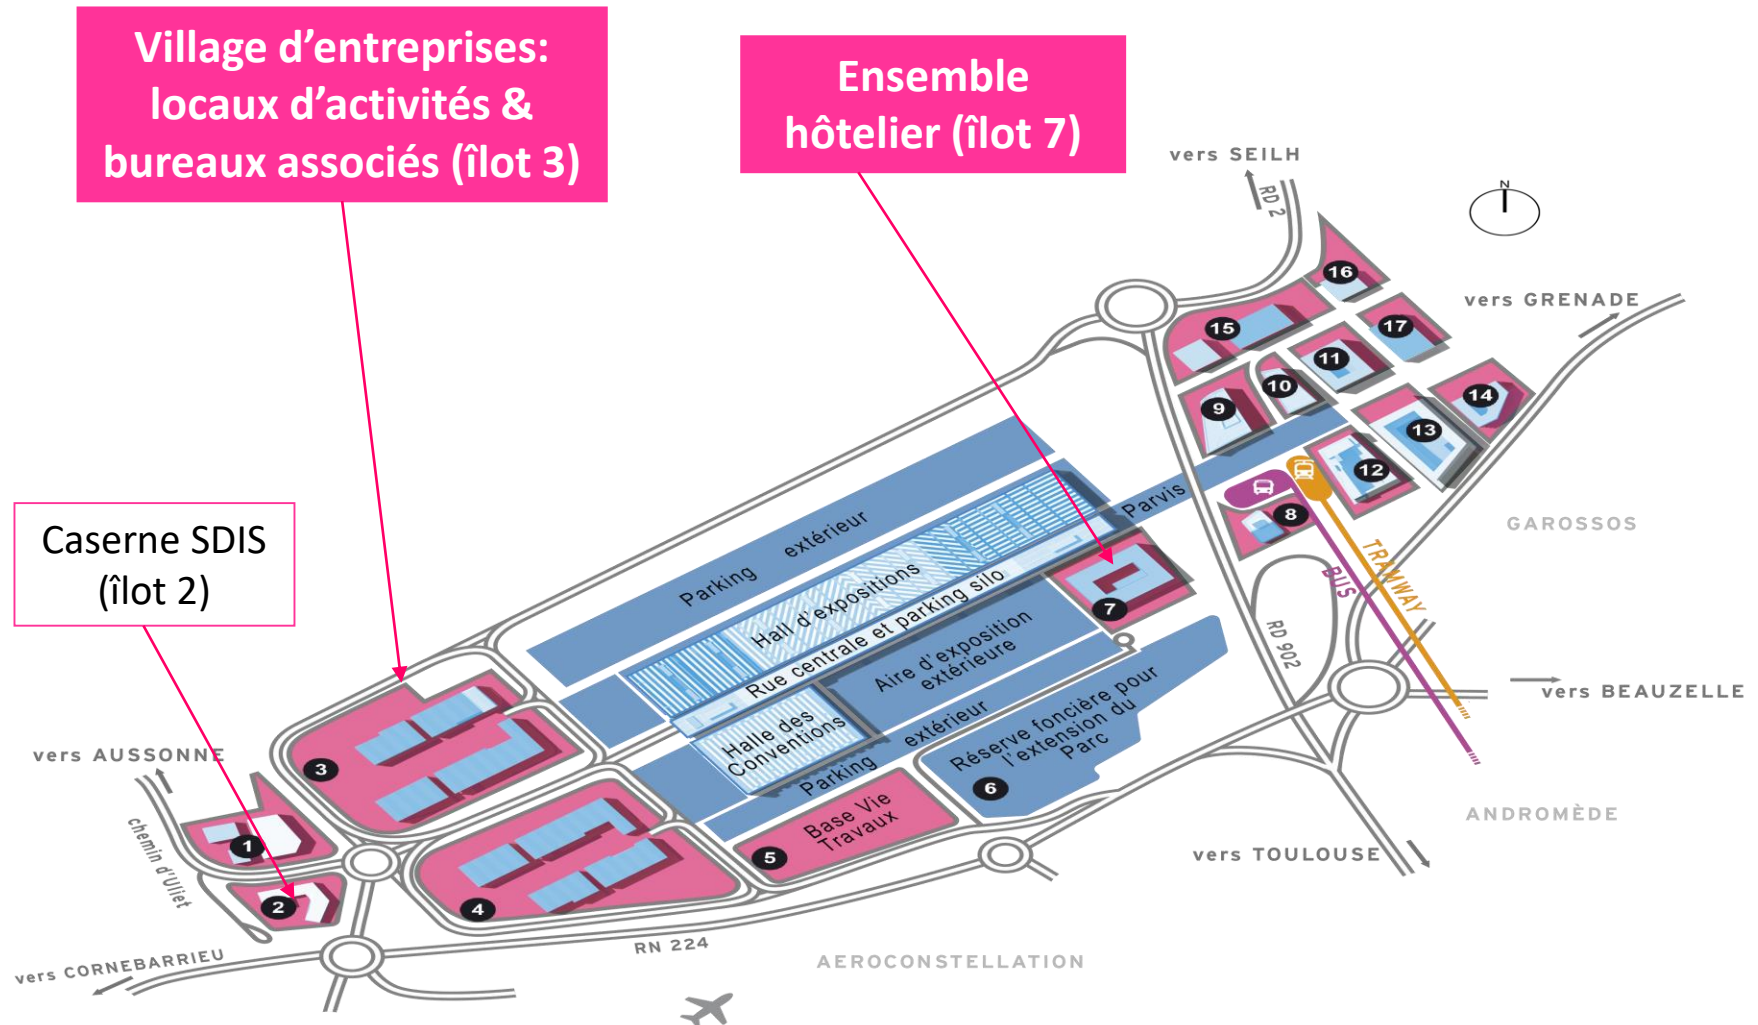 Village d’entreprises:
locaux d’activités &
bureaux associés (îlot 3)
Ensemble
hôtelier (îlot 7)
Caserne SDIS
(îlot 2)
vers SEILH
RD 2
N
vers GRENADE
16
15
17
11
10
9
14
13
12
8
GAROSSOS
TRAMWAY
BUS
Parvis
Parking extérieur
Hall d'expositions
Rue centrale et parking silo
7
Aire d'exposition
extérieure
RD 902
vers BEAUZELLE
Halle des
Conventions
Parking extérieur
Réserve foncière pour
l'extension du
Parc
6
vers AUSSONNE
3
chemin d'Uliet
1
2
4
Base Vie
Travaux
5
ANDROMÈDE
vers TOULOUSE
RN 224
vers CORNEBARRIEU
AEROCONSTELLATION